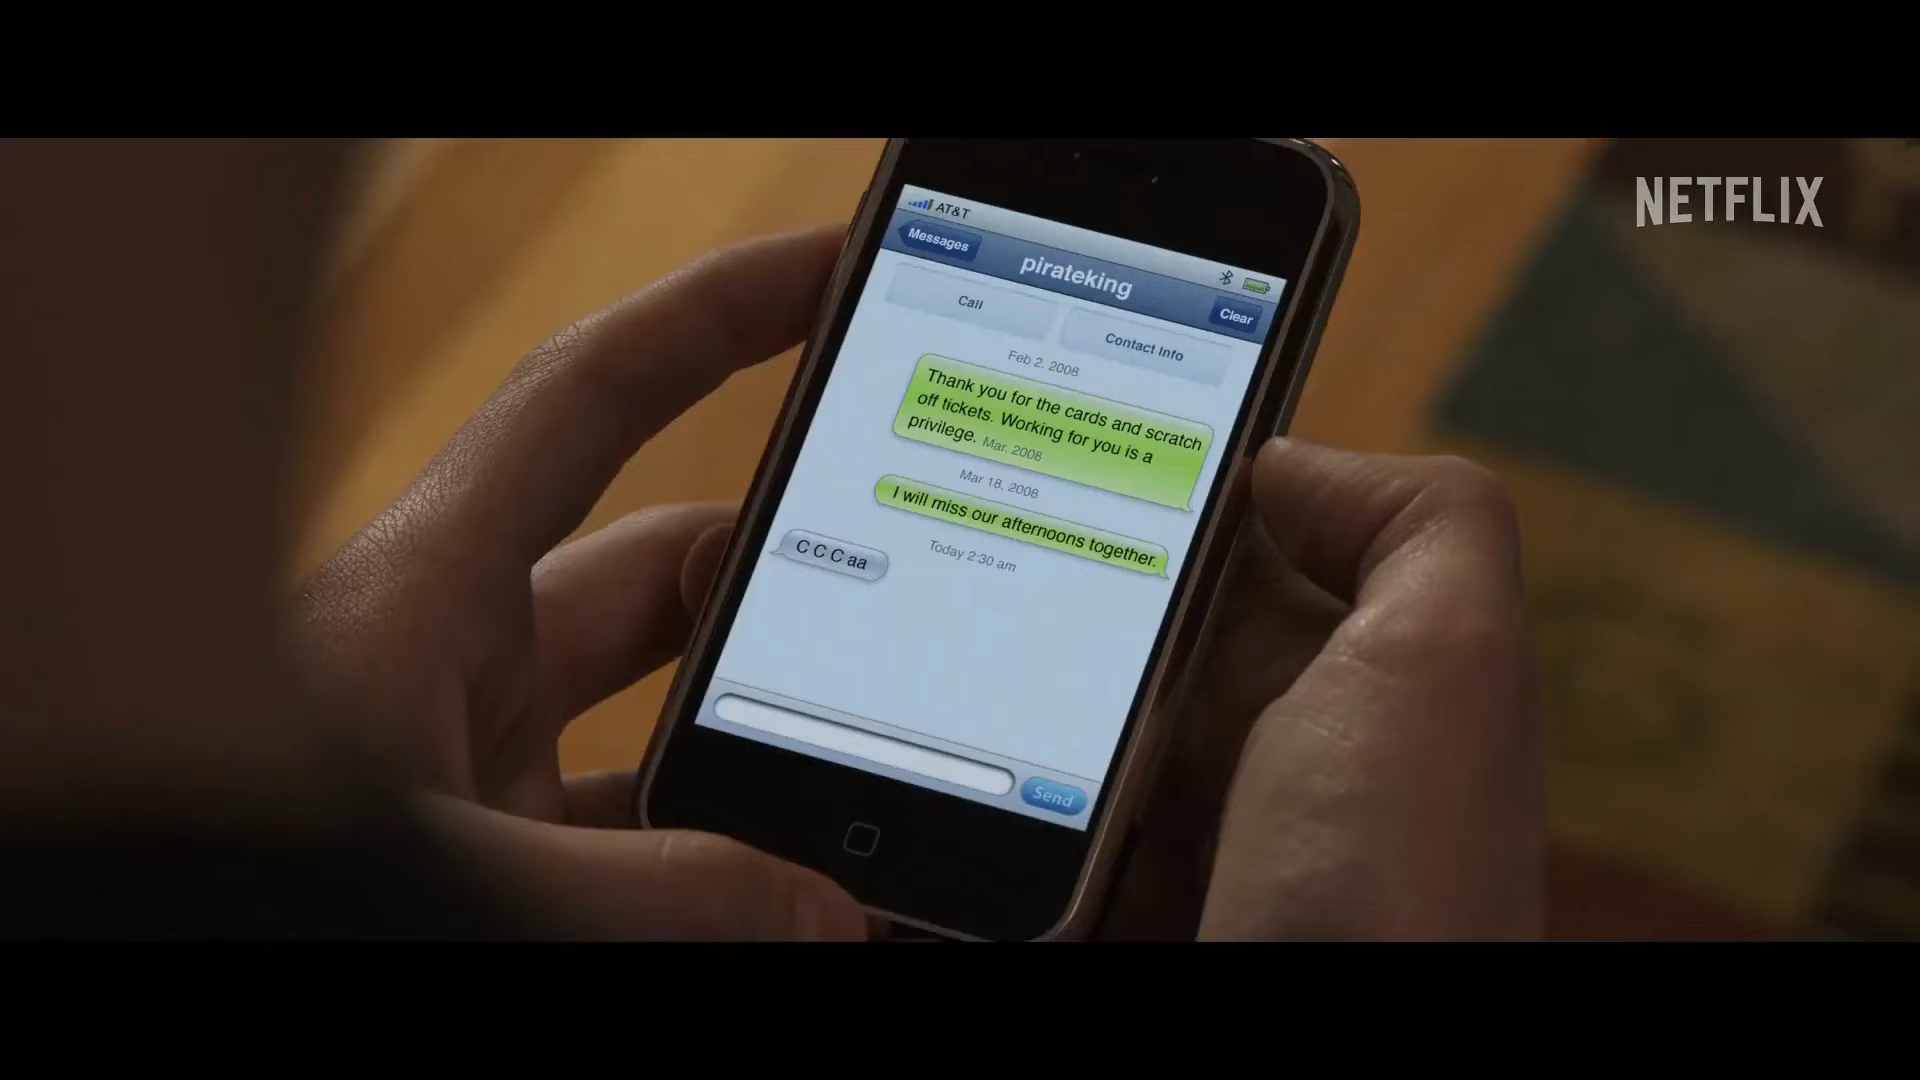 NETFLIX
AT&T
Messages
pirateking
Clear
Call
Contact Info
Feb 2, 2008
Thank you for the cards and scratch
off tickets. Working for you is a
privilege. Mar, 2008
Mar 18, 2008
I will miss our afternoons together.
Today 2:30 am
C C C aa
Send